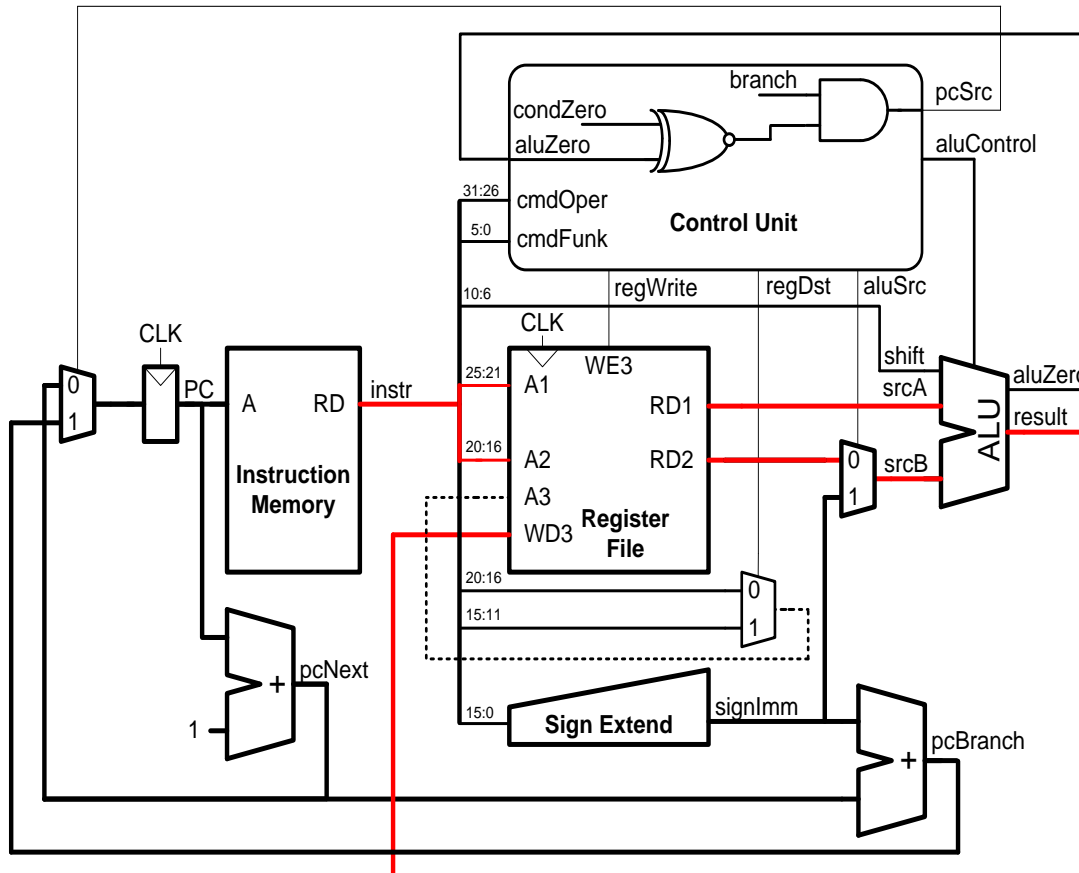 branch
pcSrc
condZero
aluZero
aluControl
31:26
cmdOper
5:0
cmdFunk
Control Unit
regWrite
regDst
aluSrc
10:6
CLK
CLK
shift
WE3
0
1
PC
A
RD
instr
25:21
A1
RD1
srcA
aluZero
result
ALU
20:16
A2
RD2
0
1
srcB
Instruction
Memory
A3
WD3
Register
File
20:16
15:11
0
1
pcNext
+
1
15:0
Sign Extend
signImm
pcBranch
+